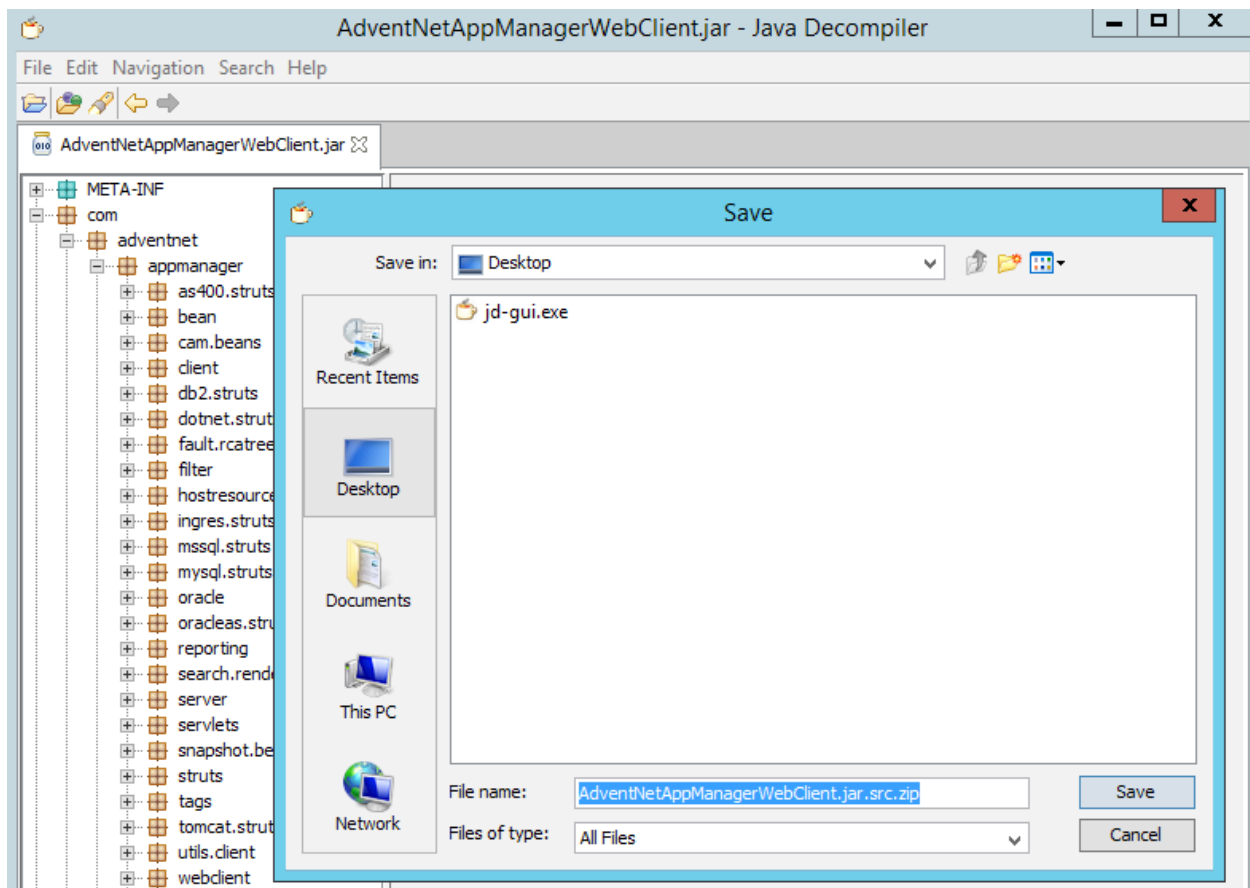 AdventNetAppManagerWebClient.jar - Java Decompiler
File Edit Navigation Search Help
AdventNetAppManagerWebClient.jar
META-INF
com
adventnet
appmanager
as400.struts
bean
cam.beans
client
db2.struts
dotnet.strut
fault.rcatree
filter
hostresource
ingres.struts
mssql.struts
mysql.struts
oracle
oracleas.stru
reporting
search.rende
server
servlets
snapshot.be
struts
tags
tomcat.strut
utils.client
webclient
Save
Save in: Desktop
jd-gui.exe
Recent Items
Desktop
Documents
This PC
Network
File name: AdventNetAppManagerWebClient.jar.src.zip Save
Files of type: All Files Cancel